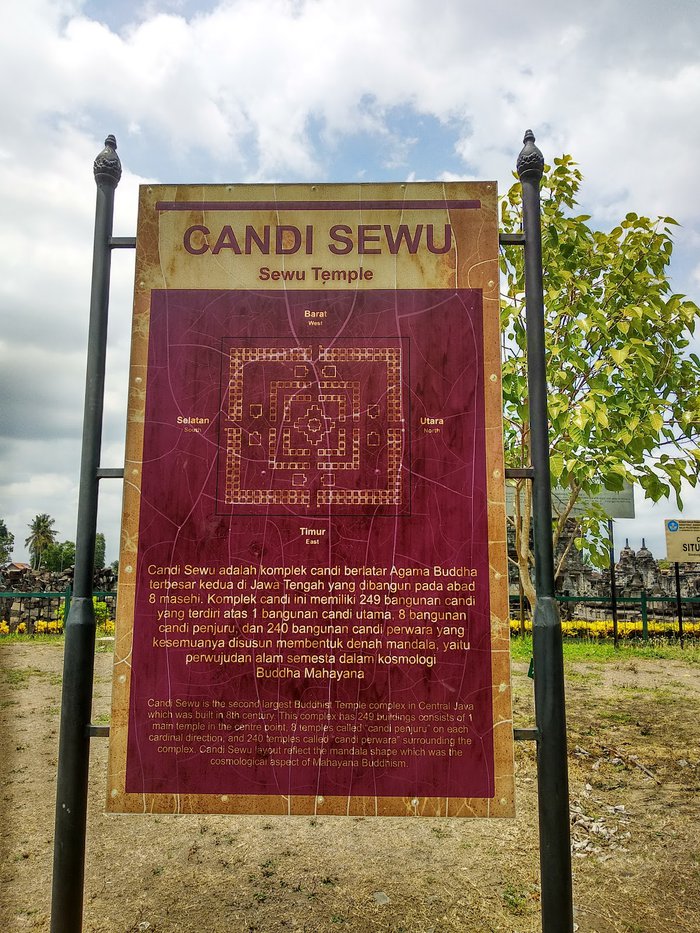 CANDI SEWU
Sewu Temple
Barat
West
Selatan
South
Utara
North
Timur
East
Candi Sewu adalah komplek candi berlatar Agama Buddha
terbesar kedua di Jawa Tengah yang dibangun pada abad
8 masehi. Komplek candi ini memiliki 249 bangunan candi
yang terdiri atas 1 bangunan candi utama, 8 bangunan
candi penjuru, dan 240 bangunan candi perwara yang
kesemuanya disusun membentuk denah mandala, yaitu
perwujudan alam semesta dalam kosmologi
Buddha Mahayana
Candi Sewu is the second largest Buddhist Temple complex in Central Java
which was built in 8th century. This complex has 249 buildings consists of 1
main temple in the centre point, 8 temples called "candi penjuru" on each
cardinal direction, and 240 temples called "candi perwara" surrounding the
complex. Candi Sewu layout reflect the mandala shape which was the
cosmological aspect of Mahayana Buddhism
SITU